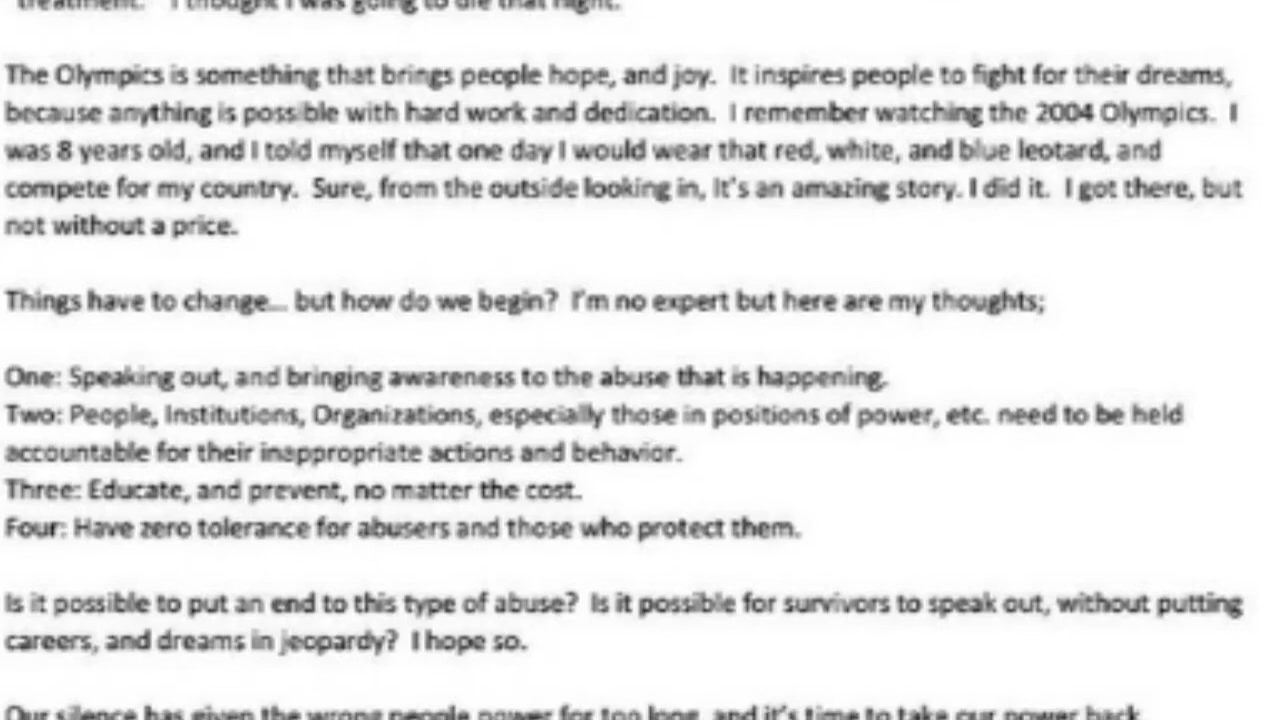 "treatment." I thought I was going to die that night.
The Olympics is something that brings people hope, and joy. It inspires people to fight for their dreams,
because anything is possible with hard work and dedication. I remember watching the 2004 Olympics. I
was 8 years old, and I told myself that one day I would wear that red, white, and blue leotard, and
compete for my country. Sure, from the outside looking in, It's an amazing story. I did it. I got there, but
not without a price.
Things have to change... but how do we begin? I'm no expert but here are my thoughts;
One: Speaking out, and bringing awareness to the abuse that is happening.
Two: People, Institutions, Organizations, especially those in positions of power, etc. need to be held
accountable for their inappropriate actions and behavior.
Three: Educate, and prevent, no matter the cost.
Four: Have zero tolerance for abusers and those who protect them.
Is it possible to put an end to this type of abuse? Is it possible for survivors to speak out, without putting
careers, and dreams in jeopardy? I hope so.
Our silence has given the wrong people power for too long, and it's time to take our power back.